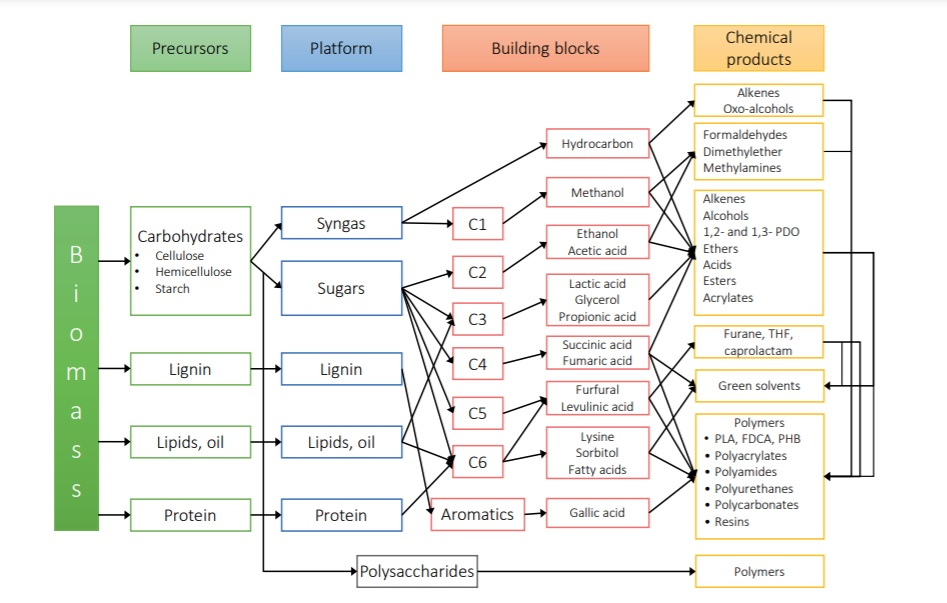 Precursors
Platform
Building blocks
Chemical
products
Biomass
Carbohydrates
• Cellulose
• Hemicellulose
• Starch
Lignin
Lipids, oil
Protein
Syngas
Sugars
Lignin
Lipids, oil
Protein
Polysaccharides
C1
C2
C3
C4
C5
C6
Aromatics
Hydrocarbon
Methanol
Ethanol
Acetic acid
Lactic acid
Glycerol
Propionic acid
Succinic acid
Fumaric acid
Furfural
Levulinic acid
Lysine
Sorbitol
Fatty acids
Gallic acid
Alkenes
Oxo-alcohols
Formaldehydes
Dimethylether
Methylamines
Alkenes
Alcohols
1,2- and 1,3- PDO
Ethers
Acids
Esters
Acrylates
Furane, THF,
caprolactam
Green solvents
Polymers
• PLA, FDCA, PHB
• Polyacrylates
• Polyamides
• Polyurethanes
• Polycarbonates
• Resins
Polymers